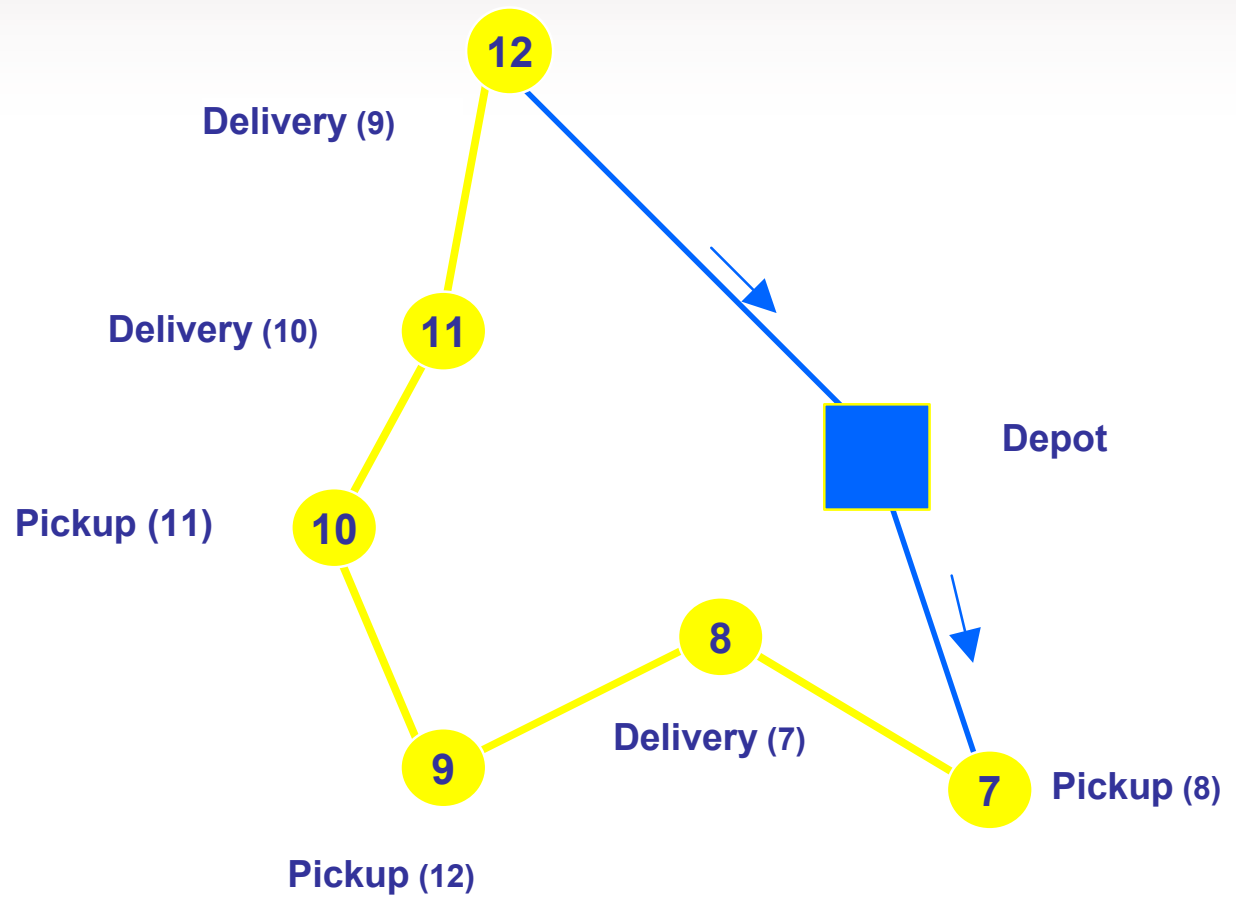 12
Delivery (9)
Delivery (10)
11
Depot
Pickup (11)
10
8
Delivery (7)
9
7
Pickup (8)
Pickup (12)